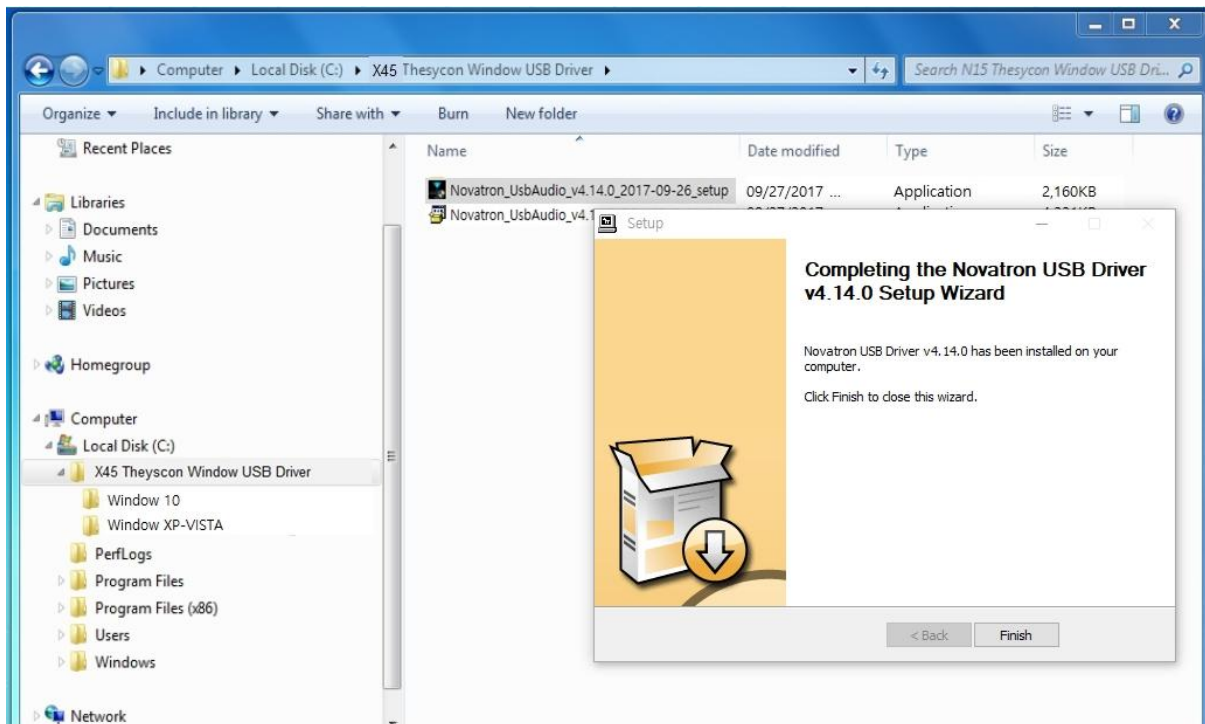 Computer ▸ Local Disk (C:) ▸ X45 Thesycon Window USB Driver ▸
Search N15 Thesycon Window USB Dri...
Organize
Include in library
Share with
Burn
New folder
Recent Places
Libraries
Documents
Music
Pictures
Videos
Homegroup
Computer
Local Disk (C:)
X45 Theyscon Window USB Driver
Window 10
Window XP-VISTA
PerfLogs
Program Files
Program Files (x86)
Users
Windows
Network
Name Date modified Type Size
Novatron_UsbAudio_v4.14.0_2017-09-26_setup 09/27/2017 ... Application 2,160KB
Novatron_UsbAudio_v4.1
Setup
Completing the Novatron USB Driver
v4.14.0 Setup Wizard
Novatron USB Driver v4.14.0 has been installed on your
computer.
Click Finish to close this wizard.
< Back
Finish